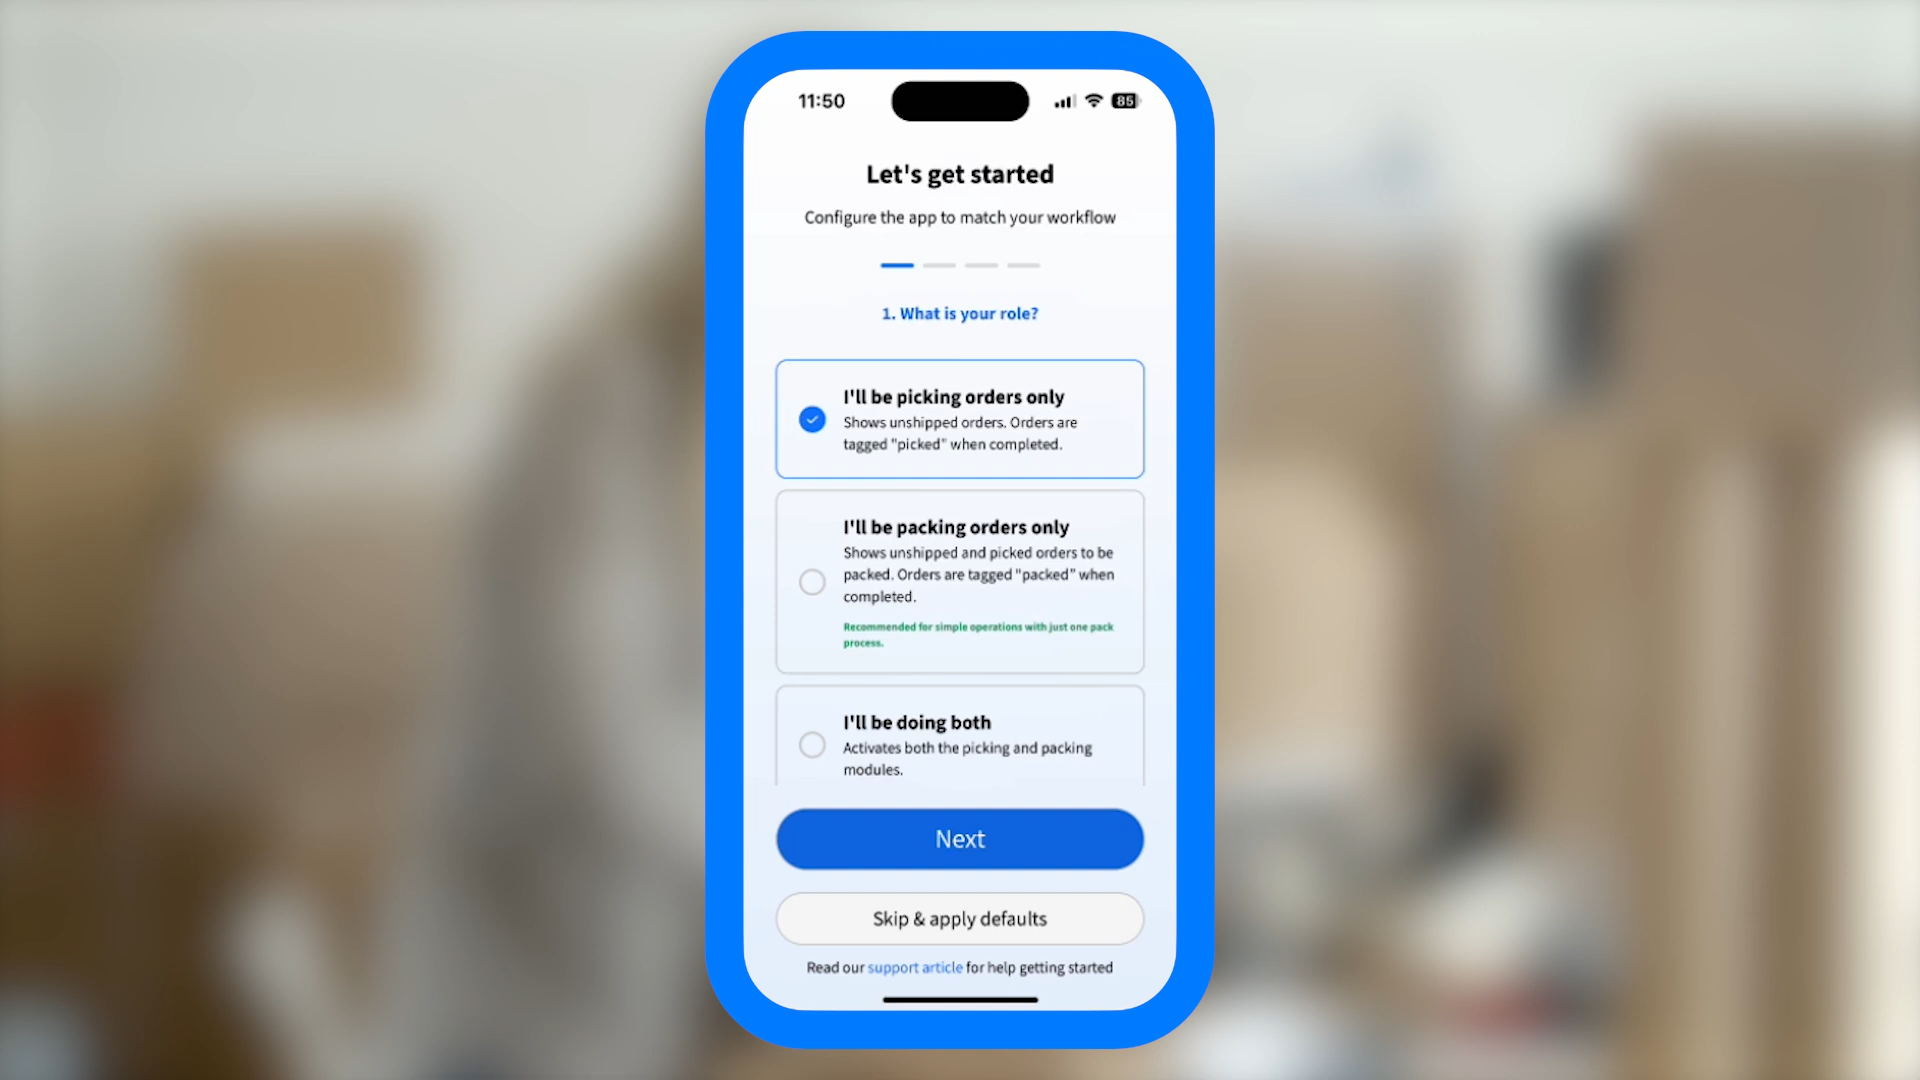 11:50
85
Let's get started
Configure the app to match your workflow
1. What is your role?
I'll be picking orders only
Shows unshipped orders. Orders are
tagged "picked" when completed.
I'll be packing orders only
Shows unshipped and picked orders to be
packed. Orders are tagged "packed" when
completed.
Recommended for simple operations with just one pack
process.
I'll be doing both
Activates both the picking and packing
modules.
Next
Skip & apply defaults
Read our support article for help getting started